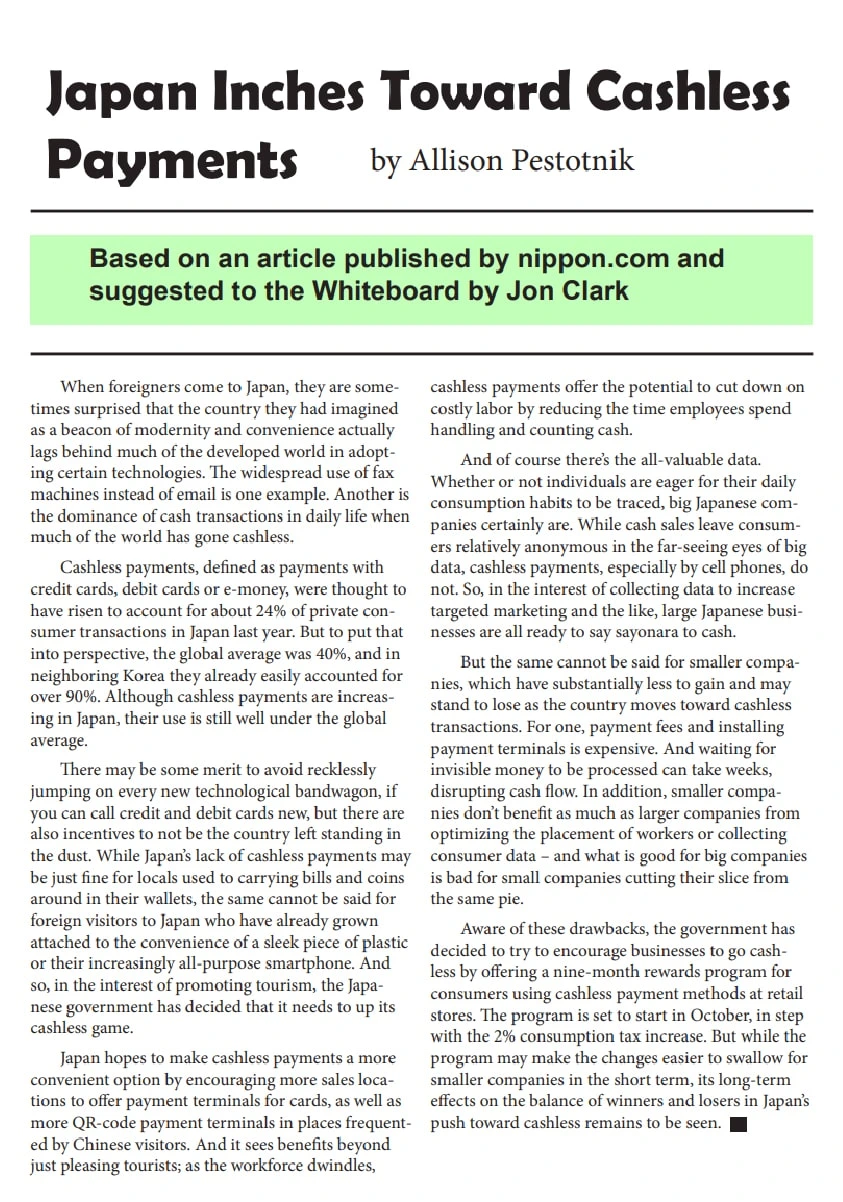 Japan Inches Toward Cashless
Payments by Allison Pestotnik
Based on an article published by nippon.com and
suggested to the Whiteboard by Jon Clark
When foreigners come to Japan, they are some-
times surprised that the country they had imagined
as a beacon of modernity and convenience actually
lags behind much of the developed world in adopt-
ing certain technologies. The widespread use of fax
machines instead of email is one example. Another is
the dominance of cash transactions in daily life when
much of the world has gone cashless.
Cashless payments, defined as payments with
credit cards, debit cards or e-money, were thought to
have risen to account for about 24% of private con-
sumer transactions in Japan last year. But to put that
into perspective, the global average was 40%, and in
neighboring Korea they already easily accounted for
over 90%. Although cashless payments are increas-
ing in Japan, their use is still well under the global
average.
There may be some merit to avoid recklessly
jumping on every new technological bandwagon, if
you can call credit and debit cards new, but there are
also incentives to not be the country left standing in
the dust. While Japan's lack of cashless payments may
be just fine for locals used to carrying bills and coins
around in their wallets, the same cannot be said for
foreign visitors to Japan who have already grown
attached to the convenience of a sleek piece of plastic
or their increasingly all-purpose smartphone. And
so, in the interest of promoting tourism, the Japa-
nese government has decided that it needs to up its
cashless game.
Japan hopes to make cashless payments a more
convenient option by encouraging more sales loca-
tions to offer payment terminals for cards, as well as
more QR-code payment terminals in places frequent-
ed by Chinese visitors. And it sees benefits beyond
just pleasing tourists; as the workforce dwindles,
cashless payments offer the potential to cut down on
costly labor by reducing the time employees spend
handling and counting cash.
And of course there's the all-valuable data.
Whether or not individuals are eager for their daily
consumption habits to be traced, big Japanese com-
panies certainly are. While cash sales leave consum-
ers relatively anonymous in the far-seeing eyes of big
data, cashless payments, especially by cell phones, do
not. So, in the interest of collecting data to increase
targeted marketing and the like, large Japanese busi-
nesses are all ready to say sayonara to cash.
But the same cannot be said for smaller compa-
nies, which have substantially less to gain and may
stand to lose as the country moves toward cashless
transactions. For one, payment fees and installing
payment terminals is expensive. And waiting for
invisible money to be processed can take weeks,
disrupting cash flow. In addition, smaller compa-
nies don't benefit as much as larger companies from
optimizing the placement of workers or collecting
consumer data – and what is good for big companies
is bad for small companies cutting their slice from
the same pie.
Aware of these drawbacks, the government has
decided to try to encourage businesses to go cash-
less by offering a nine-month rewards program for
consumers using cashless payment methods at retail
stores. The program is set to start in October, in step
with the 2% consumption tax increase. But while the
program may make the changes easier to swallow for
smaller companies in the short term, its long-term
effects on the balance of winners and losers in Japan's
push toward cashless remains to be seen.